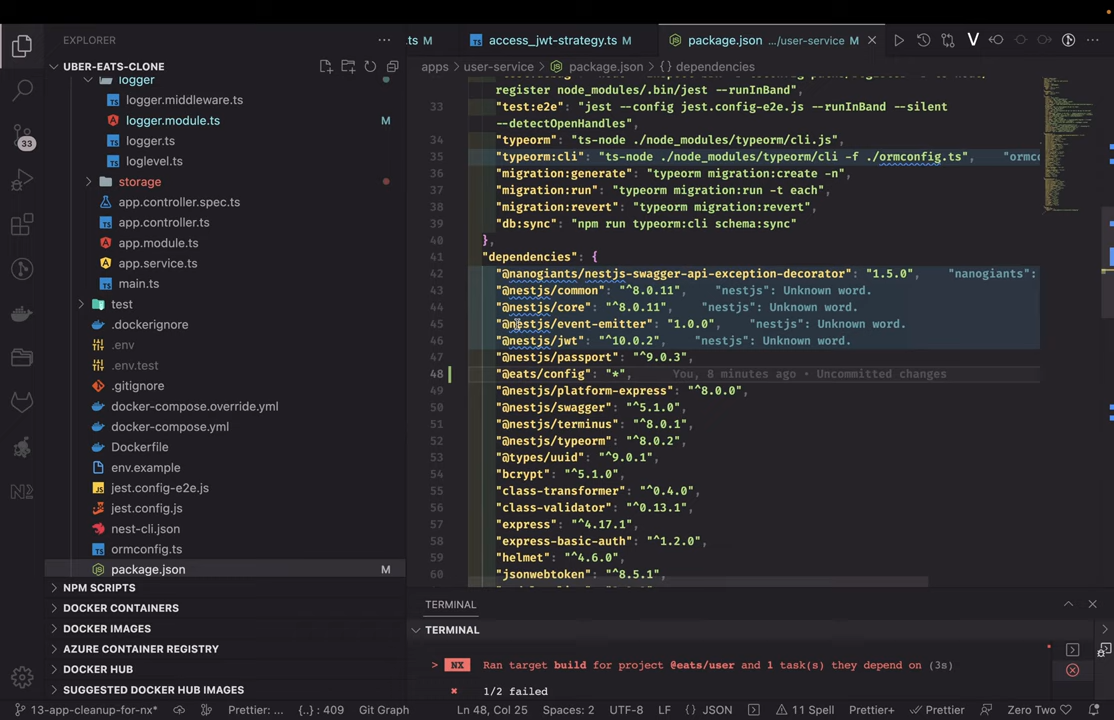 EXPLORER
UBER-EATS-CLONE
logger
logger.middleware.ts
logger.module.ts M
logger.ts
loglevel.ts
storage
app.controller.spec.ts
app.controller.ts
app.module.ts
app.service.ts
main.ts
test
.dockerignore
.env
.env.test
.gitignore
docker-compose.override.yml
docker-compose.yml
Dockerfile
env.example
jest.config-e2e.js
jest.config.js
nest-cli.json
ormconfig.ts
package.json M
NPM SCRIPTS
DOCKER CONTAINERS
DOCKER IMAGES
AZURE CONTAINER REGISTRY
DOCKER HUB
SUGGESTED DOCKER HUB IMAGES
33
.ts M
access_jwt-strategy.ts M
package.json .../user-service M
apps > user-service > package.json > { } dependencies
register node_modules/.bin/jest --runInBand",
33 "test:e2e": "jest --config jest.config-e2e.js --runInBand --silent
--detectOpenHandles",
34 "typeorm": "ts-node ./node_modules/typeorm/cli.js",
35 "typeorm:cli": "ts-node ./node_modules/typeorm/cli -f ./ormconfig.ts", "ormco
36 "migration:generate": "typeorm migration:create -n",
37 "migration:run": "typeorm migration:run -t each",
38 "migration:revert": "typeorm migration:revert",
39 "db:sync": "npm run typeorm:cli schema:sync"
40 },
41 "dependencies": {
42 "@nanogiants/nestjs-swagger-api-exception-decorator": "1.5.0", "nanogiants":
43 "@nestjs/common": "^8.0.11", "nestjs": Unknown word.
44 "@nestjs/core": "^8.0.11", "nestjs": Unknown word.
45 "@nestjs/event-emitter": "1.0.0", "nestjs": Unknown word.
46 "@nestjs/jwt": "^10.0.2", "nestjs": Unknown word.
47 "@nestjs/passport": "^9.0.3",
48 "@eats/config": "*", You, 8 minutes ago • Uncommitted changes
49 "@nestjs/platform-express": "^8.0.0",
50 "@nestjs/swagger": "^5.1.0",
51 "@nestjs/terminus": "^8.0.1",
52 "@nestjs/typeorm": "^8.0.2",
53 "@types/uuid": "^9.0.1",
54 "bcrypt": "^5.1.0",
55 "class-transformer": "^0.4.0",
56 "class-validator": "^0.13.1",
57 "express": "^4.17.1",
58 "express-basic-auth": "^1.2.0",
59 "helmet": "^4.6.0",
60 "jsonwebtoken": "^8.5.1",
TERMINAL
TERMINAL
> NX Ran target build for project @eats/user and 1 task(s) they depend on (3s)
✖ 1/2 failed
13-app-cleanup-for-nx* Prettier: ... {..} : 409 Git Graph Ln 48, Col 25 Spaces: 2 UTF-8 LF {} JSON 11 Spell Prettier+ Zero Two Prettier